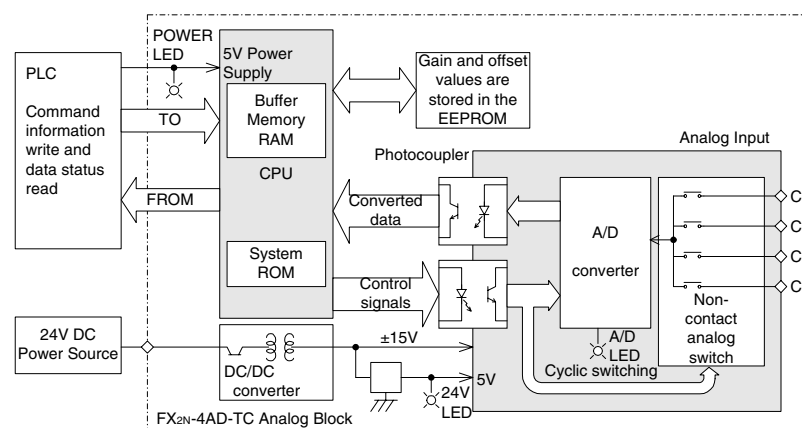 POWER
LED
PLC
Command
information
write and
data status
read
TO
FROM
5V Power
Supply
Buffer
Memory
RAM
CPU
System
ROM
Gain and offset
values are
stored in the
EEPROM
Photocoupler
Analog Input
Converted
data
Control
signals
A/D
converter
A/D
LED
Cyclic switching
Non-
contact
analog
switch
C
C
C
C
24V DC
Power Source
DC/DC
converter
±15V
5V
24V
LED
FX2N-4AD-TC Analog Block